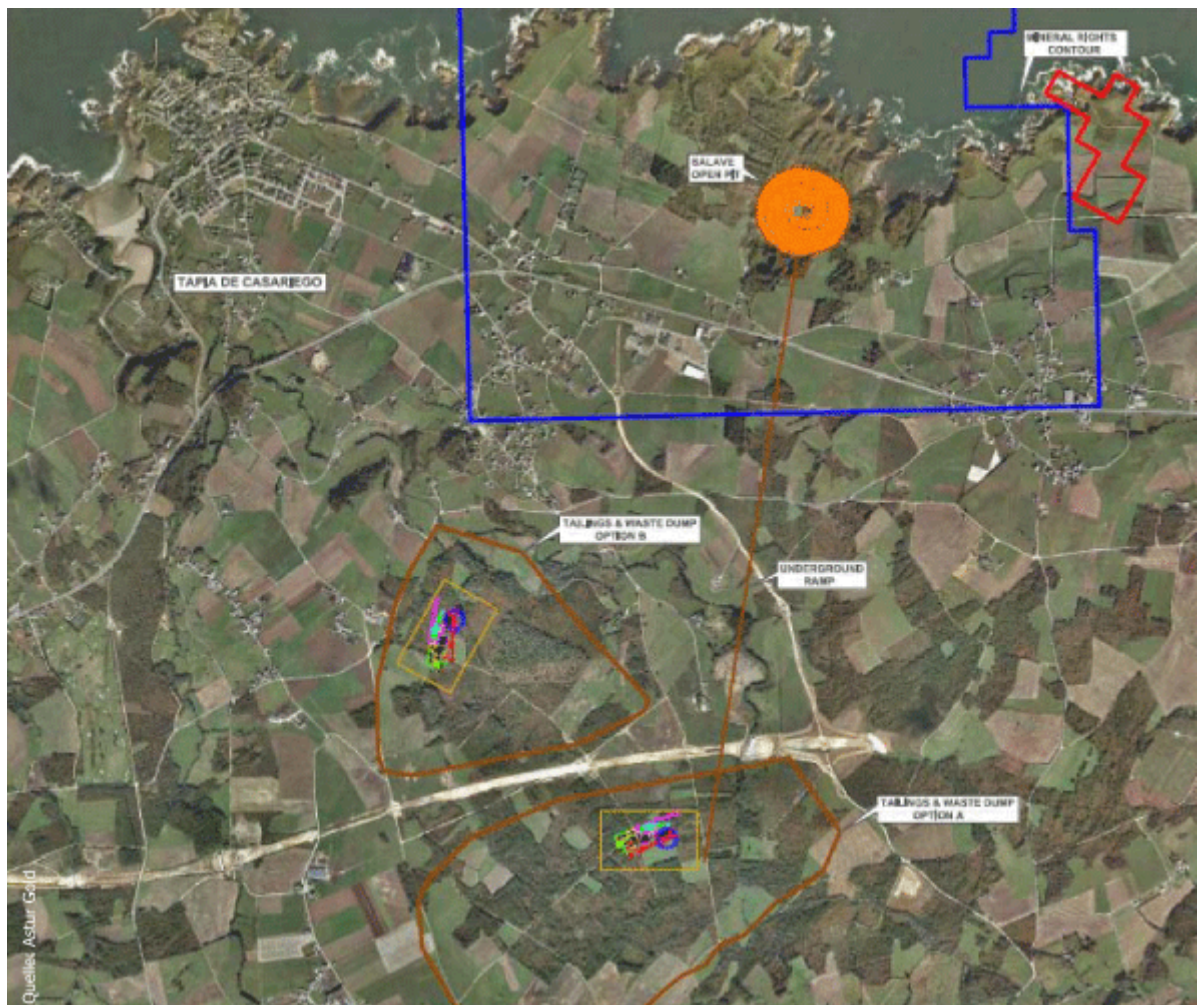 MINERAL RIGHTS
CONTOUR
SALAVE
OPEN PIT
TAPIA DE CASARIEGO
TAILINGS & WASTE DUMP
OPTION B
UNDERGROUND
RAMP
TAILINGS & WASTE DUMP
OPTION A
Quelle: Astur Gold